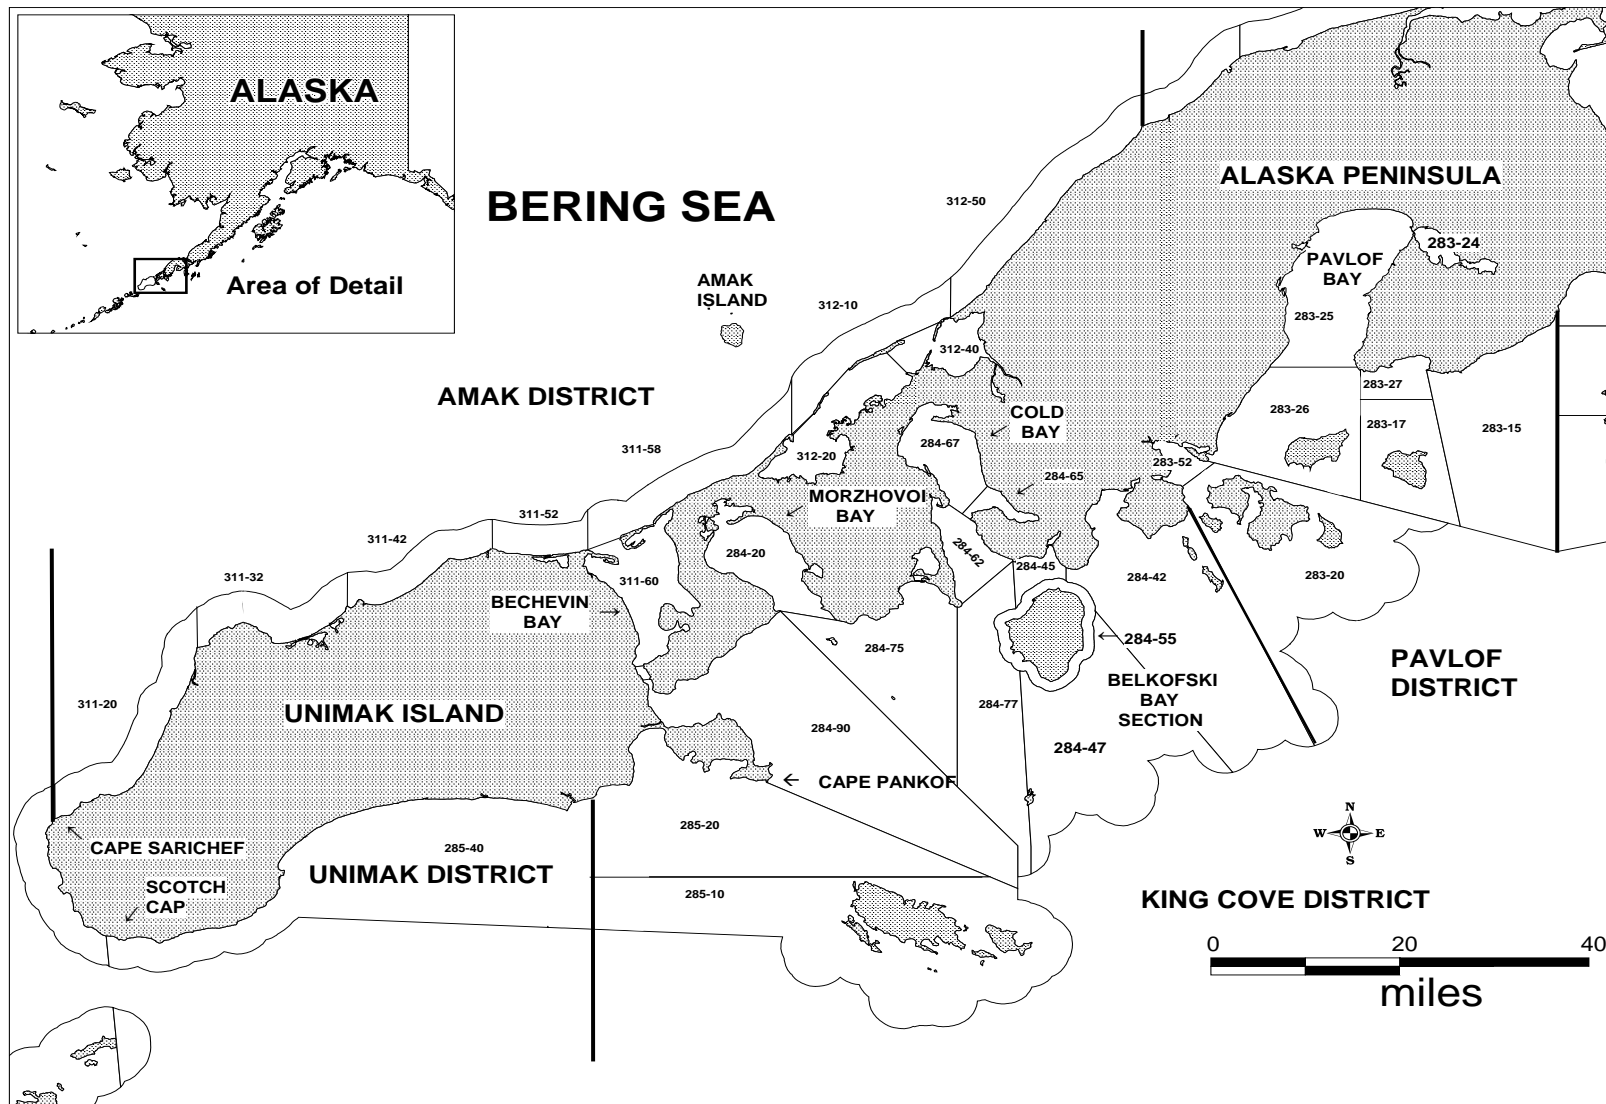 ALASKA
Area of Detail
BERING SEA
312-50
ALASKA PENINSULA
283-24
PAVLOF
BAY
283-25
AMAK
ISLAND
312-10
312-40
AMAK DISTRICT
COLD
BAY
283-27
283-26
283-17
283-15
311-58
312-20
284-67
283-52
284-65
MORZHOVOI
BAY
311-52
311-42
284-20
284-62
284-45
284-42
283-20
311-32
311-60
BECHEVIN
BAY
284-75
284-55
BELKOFSKI
BAY
SECTION
PAVLOF
DISTRICT
311-20
UNIMAK ISLAND
284-90
284-77
284-47
CAPE PANKOF
285-20
CAPE SARICHEF
285-40
UNIMAK DISTRICT
SCOTCH
CAP
285-10
N
W
E
S
KING COVE DISTRICT
0 20 40
miles